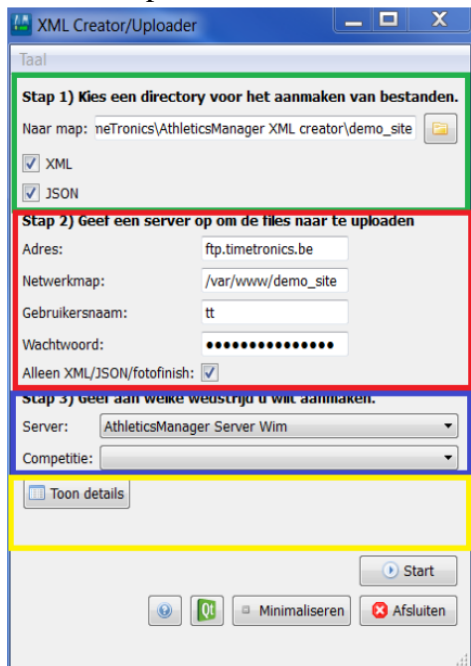 XML Creator/Uploader
Taal
Stap 1) Kies een directory voor het aanmaken van bestanden.
Naar map: neTronics\AthleticsManager XML creator\demo_site
XML
JSON
Stap 2) Geef een server op om de files naar te uploaden
Adres: ftp.timetronics.be
Netwerkmap: /var/www/demo_site
Gebruikersnaam: tt
Wachtwoord: ●●●●●●●●●●●●●●●
Alleen XML/JSON/fotofinish:
Stap 3) Geef aan welke wedstrijd u wilt aanmaken.
Server: AthleticsManager Server Wim
Competitie:
Toon details
Start
Qt Minimaliseren Afsluiten